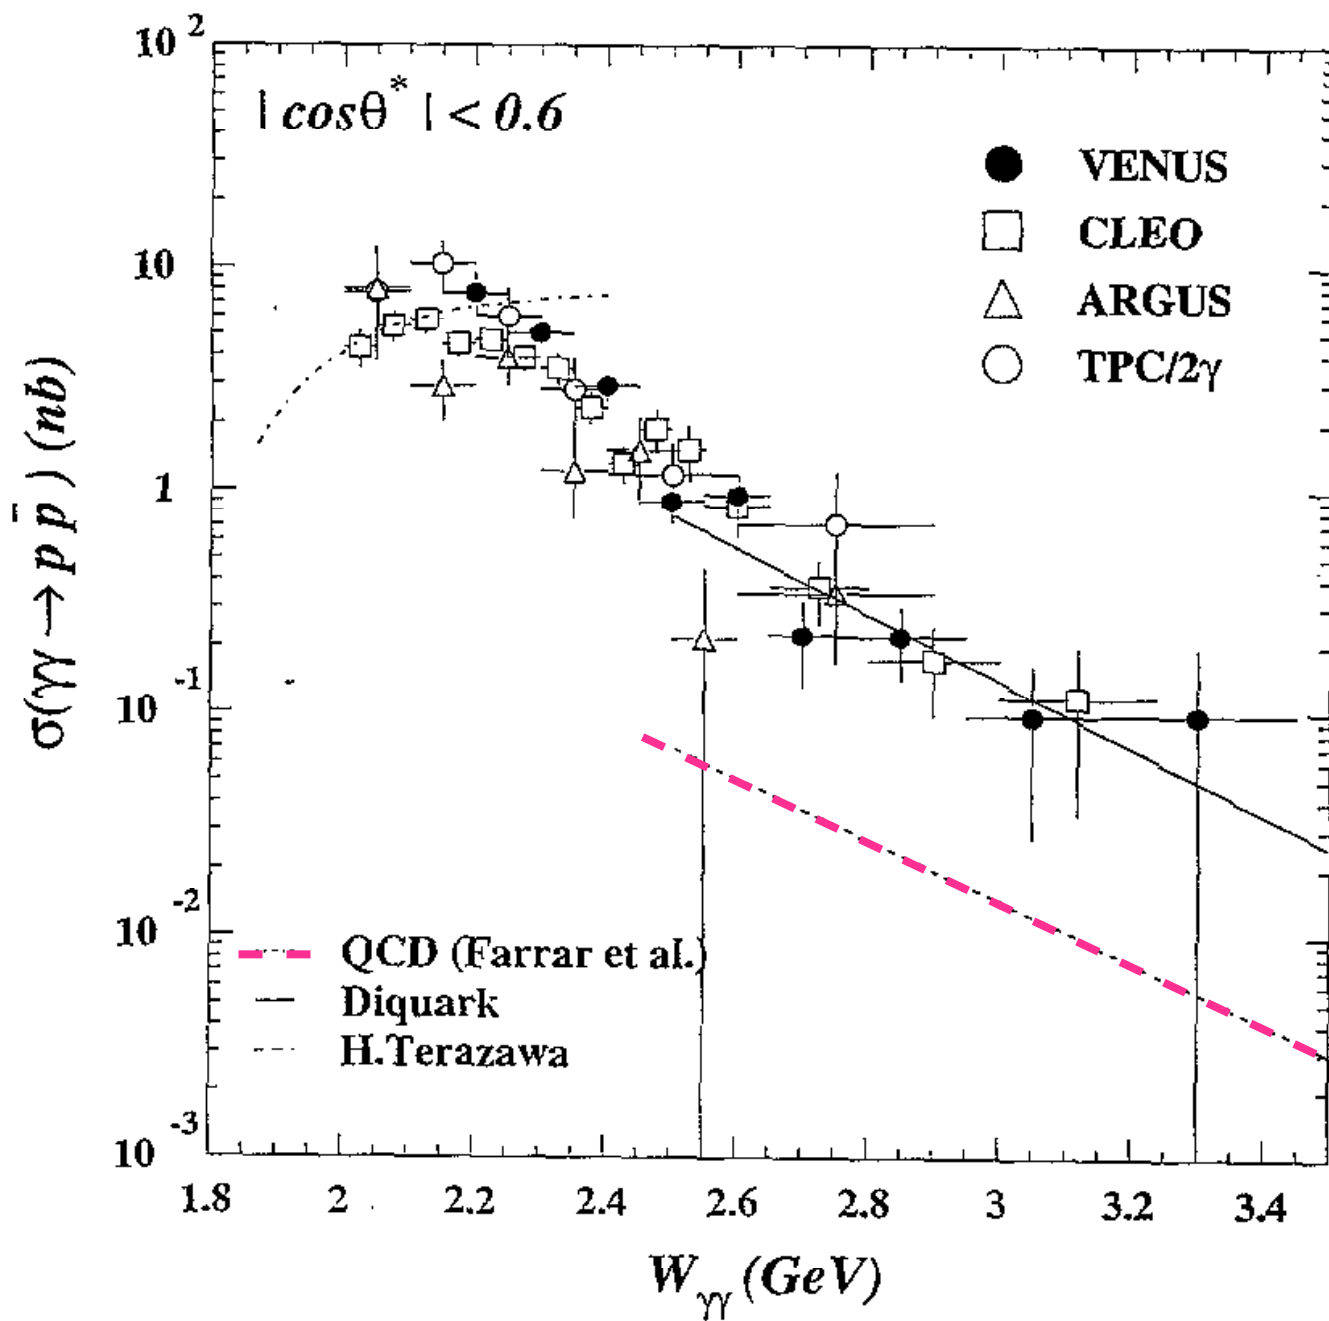 10²
| cosθ* | < 0.6
VENUS
CLEO
ARGUS
TPC/2γ
10
1
10⁻¹
10⁻²
10⁻³
σ(γγ → p p̄ ) (nb)
QCD (Farrar et al.)
Diquark
H.Terazawa
1.8 2 2.2 2.4 2.6 2.8 3 3.2 3.4
W_γγ (GeV)